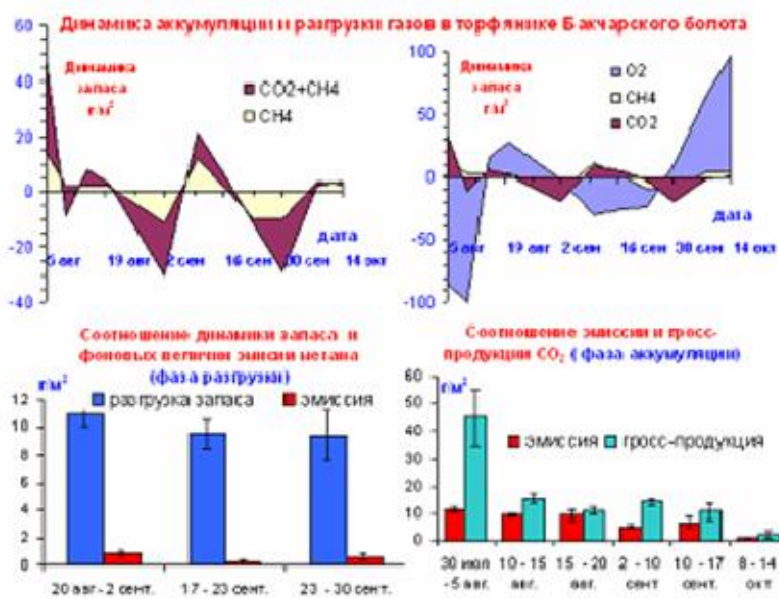 Динамика аккумуляции и разгрузки газов в торфянике Бакчарского болота
60
40
20
0
-20
-40
Динамика
запаса
г/м²
CO2+CH4
CH4
дата
5 авг 19 авг 2 сен 16 сен 30 сен 14 окт
100
50
0
-50
-100
Динамика
запаса
г/м²
O2
CH4
CO2
дата
5 авг 19 авг 2 сен 16 сен 30 сен 14 окт
Соотношение динамики запаса и
фоновых величин эмисии метана
(фаза разгрузки)
г/м²
разгрузка запаса эмиссия
12
10
8
6
4
2
0
20 авг - 2 сент. 17 - 23 сент. 23 - 30 сент.
Соотношение эмиссии и гросс-
продукции CO₂ ( фаза аккумуляции)
г/м²
60
50
40
30
20
10
0
эмиссия гросс-продукция
30 июл 10 - 15 15 - 20 2 - 10 10 - 17 8 - 14
-5 авг. авг. авг. сент сент. окт